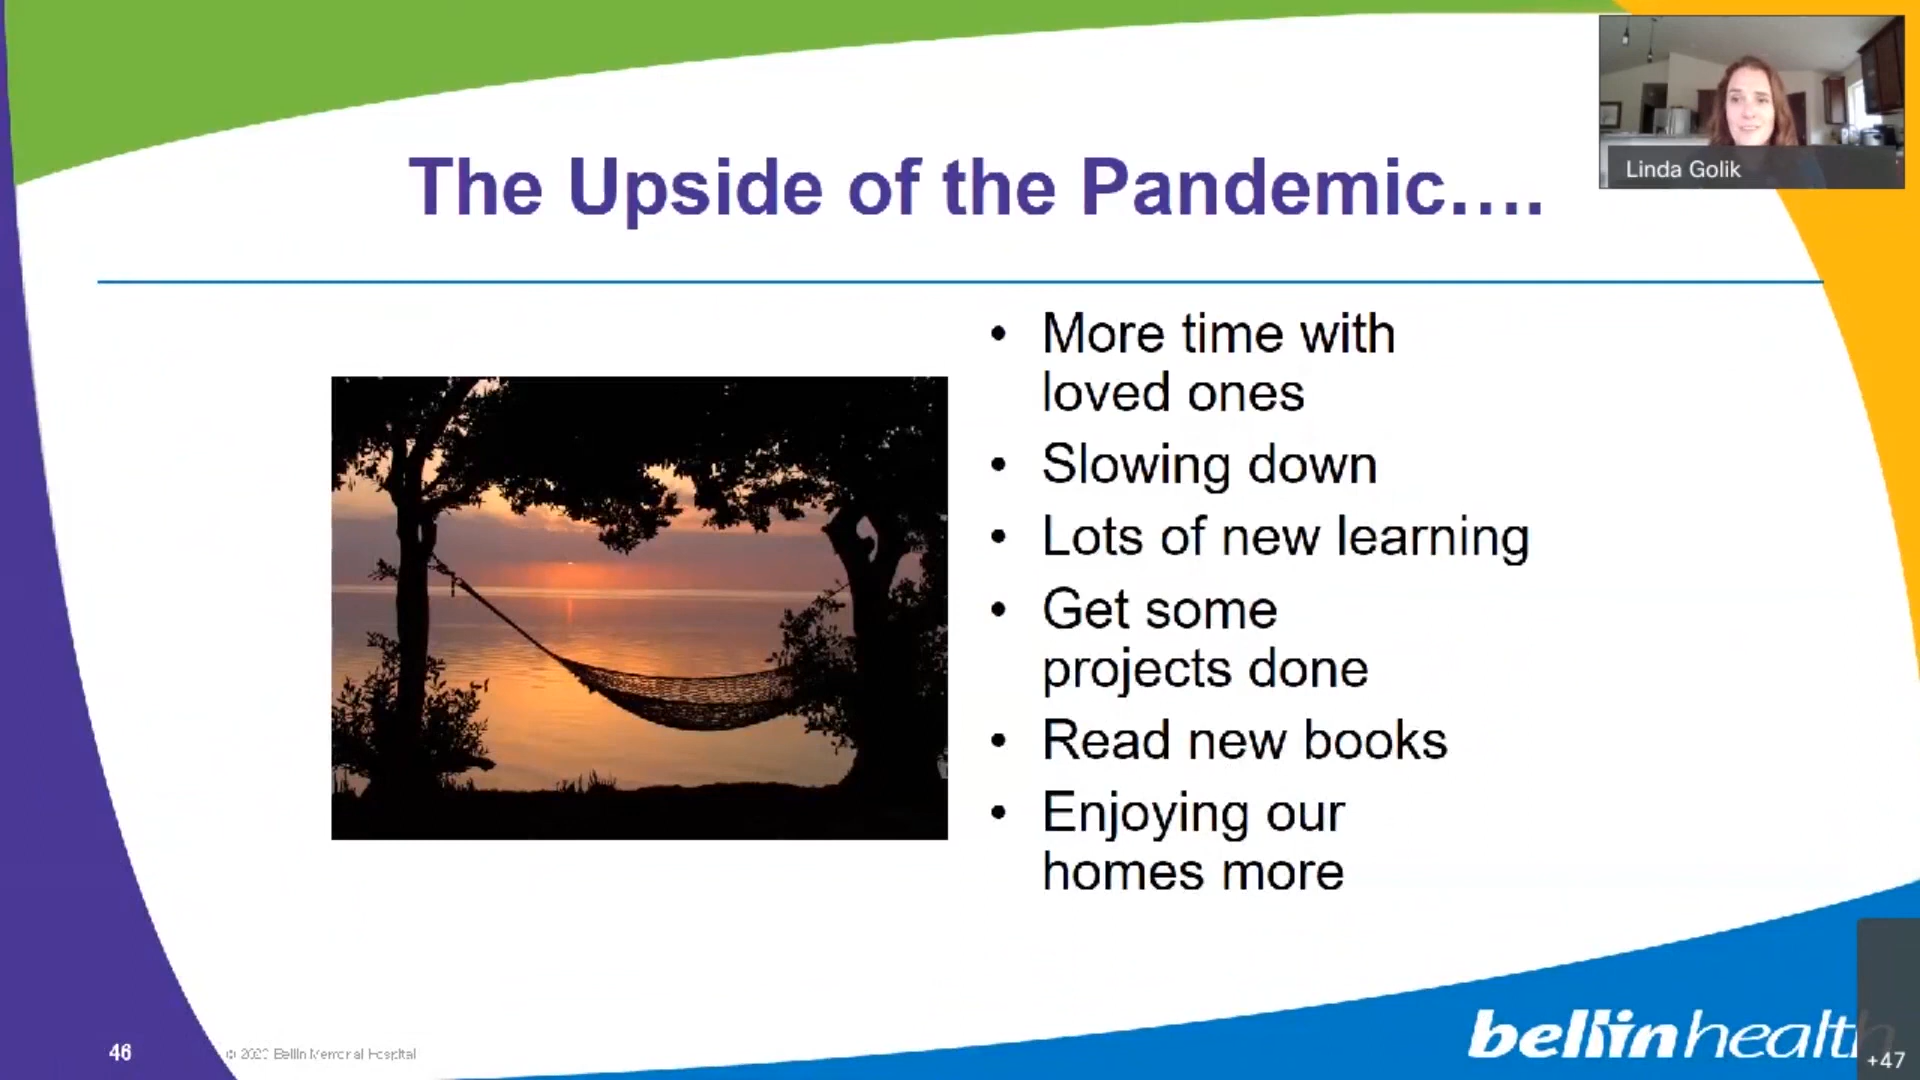 The Upside of the Pandemic....
Linda Golik
• More time with
loved ones
• Slowing down
• Lots of new learning
• Get some
projects done
• Read new books
• Enjoying our
homes more
46
© 2020 Bellin Memorial Hospital
bellinhealth
+47